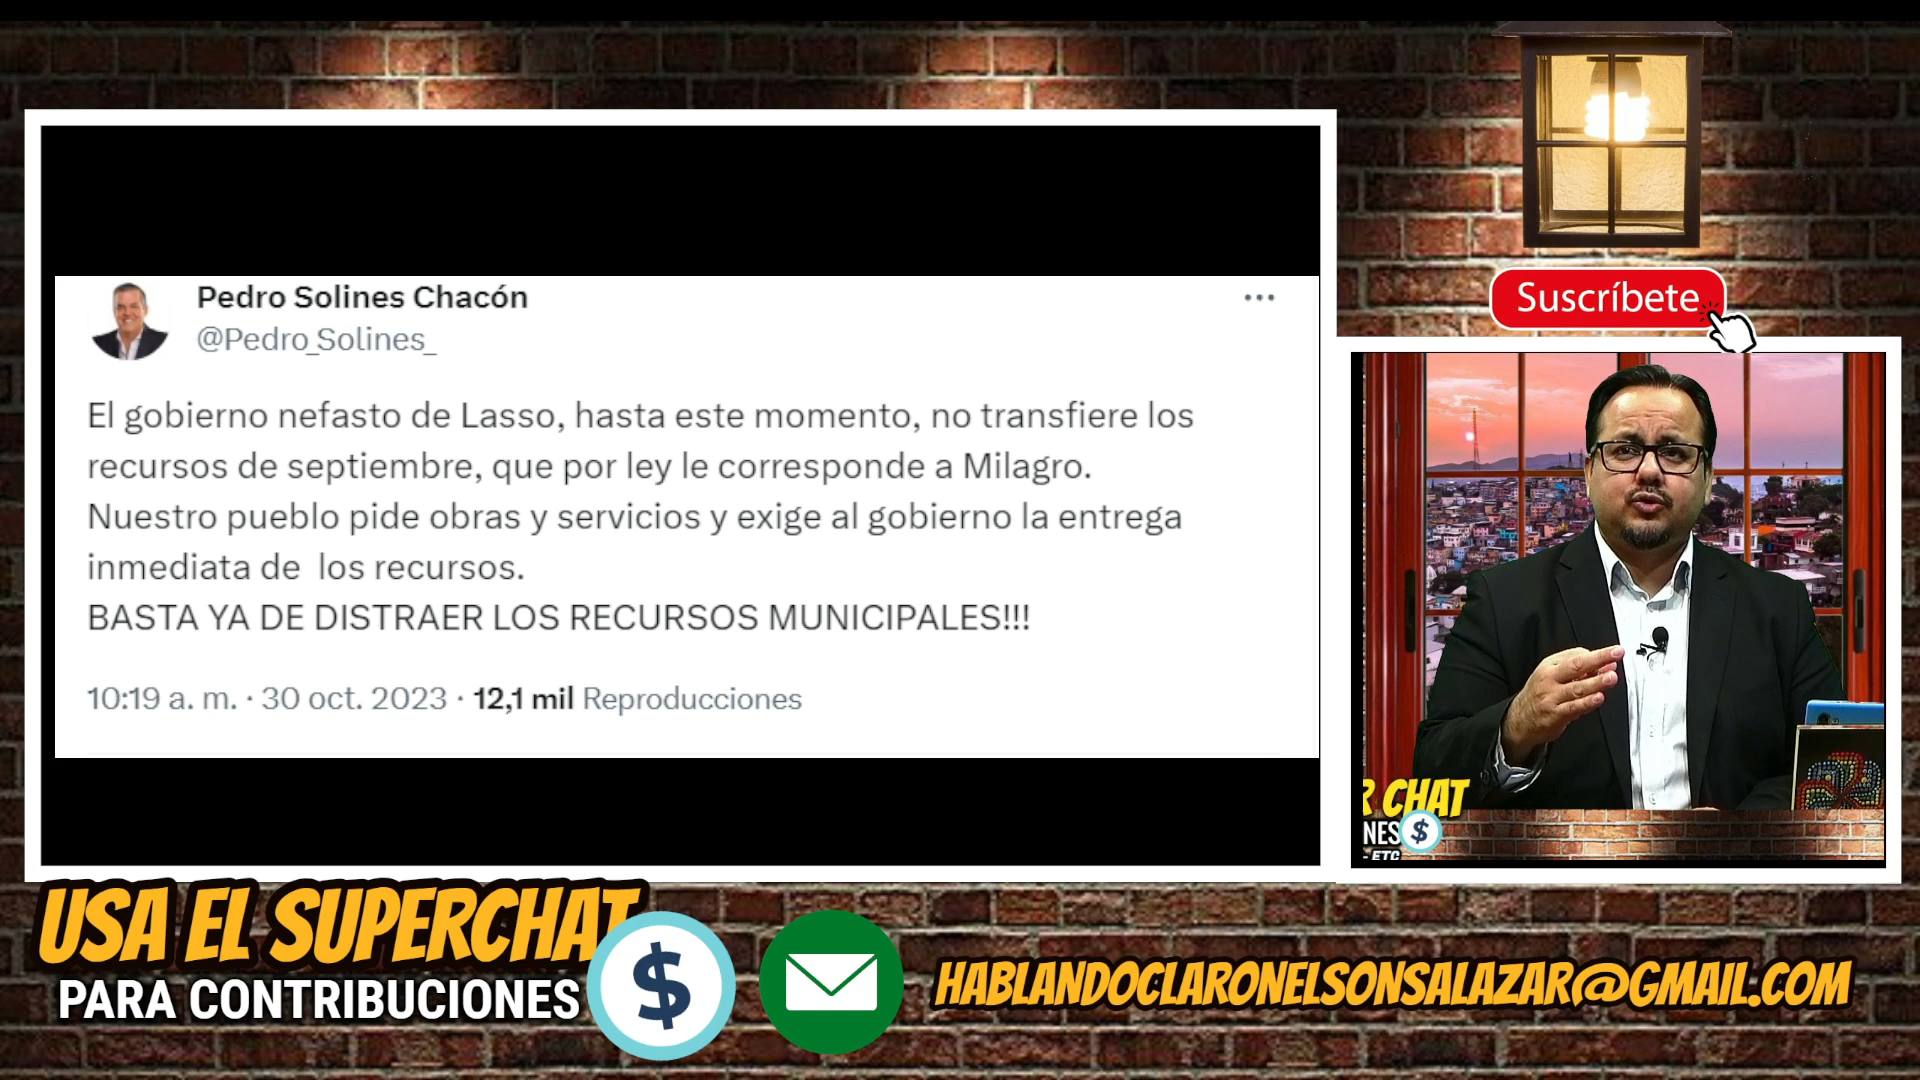 Pedro Solines Chacón
@Pedro_Solines_
El gobierno nefasto de Lasso, hasta este momento, no transfiere los
recursos de septiembre, que por ley le corresponde a Milagro.
Nuestro pueblo pide obras y servicios y exige al gobierno la entrega
inmediata de los recursos.
BASTA YA DE DISTRAER LOS RECURSOS MUNICIPALES!!!
10:19 a. m. · 30 oct. 2023 · 12,1 mil Reproducciones
Suscríbete
R CHAT
NES $
- ETC
USA EL SUPERCHAT
PARA CONTRIBUCIONES
$
HABLANDOCLARONELSONSALAZAR@GMAIL.COM